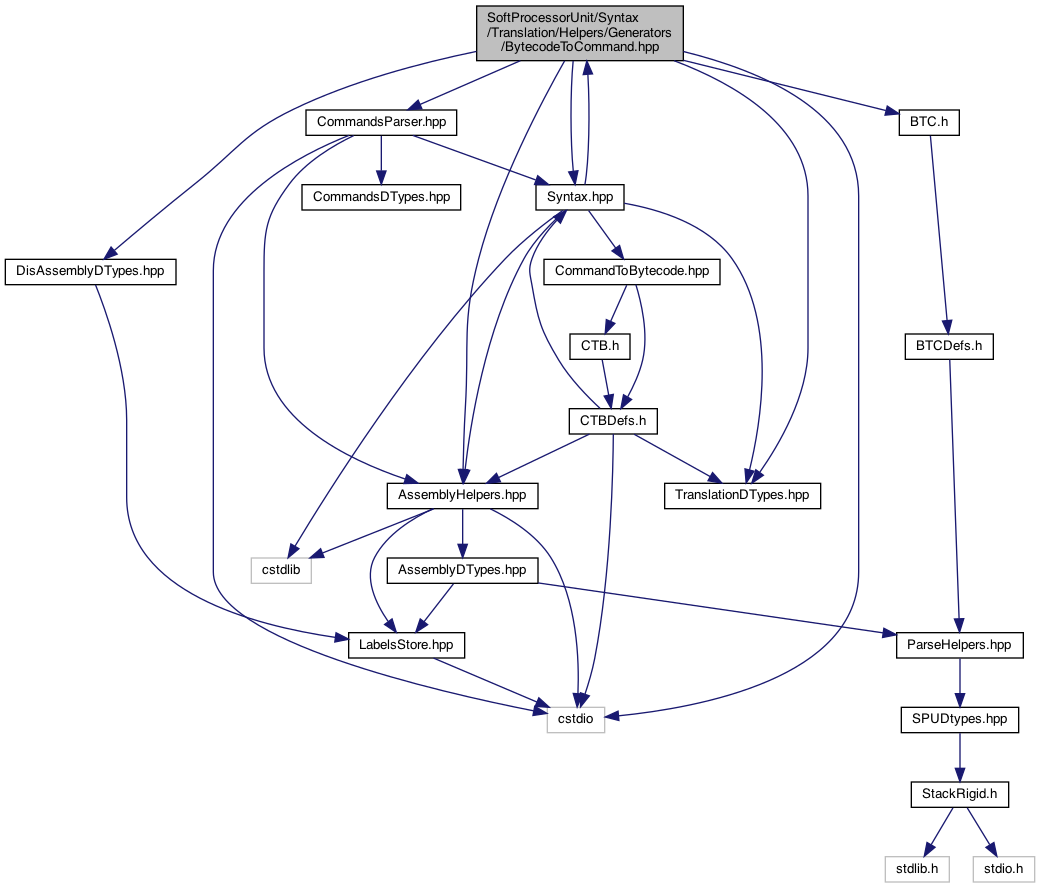 SoftProcessorUnit/Syntax
/Translation/Helpers/Generators
/BytecodeToCommand.hpp
CommandsParser.hpp
BTC.h
CommandsDTypes.hpp
Syntax.hpp
DisAssemblyDTypes.hpp
CommandToBytecode.hpp
CTB.h
BTCDefs.h
CTBDefs.h
AssemblyHelpers.hpp
TranslationDTypes.hpp
cstdlib
AssemblyDTypes.hpp
LabelsStore.hpp
ParseHelpers.hpp
cstdio
SPUDtypes.hpp
StackRigid.h
stdlib.h
stdio.h